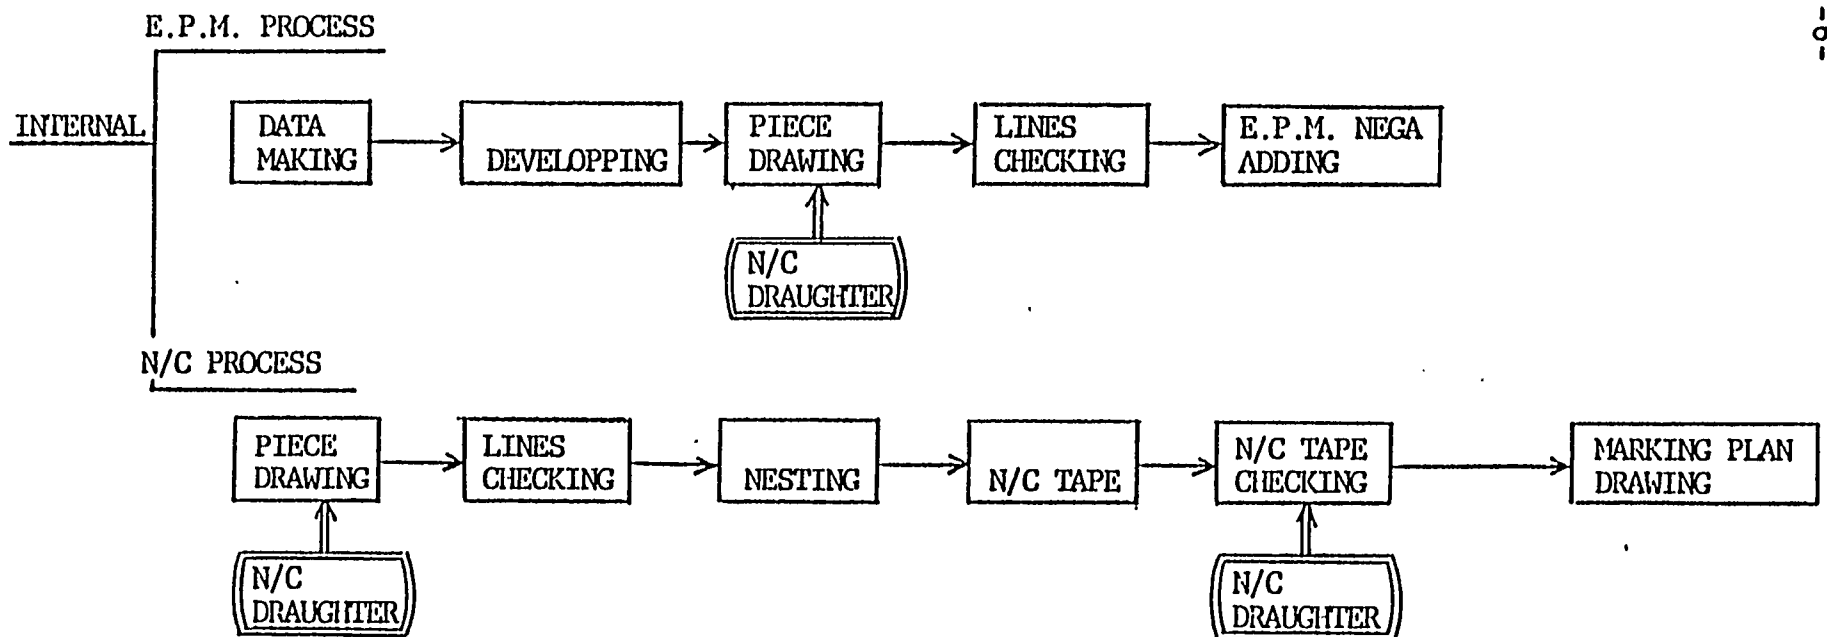 E.P.M. PROCESS
INTERNAL
DATA
MAKING
DEVELOPPING
PIECE
DRAWING
LINES
CHECKING
E.P.M. NEGA
ADDING
N/C
DRAUGHTER
N/C PROCESS
PIECE
DRAWING
LINES
CHECKING
NESTING
N/C TAPE
N/C TAPE
CHECKING
MARKING PLAN
DRAWING
N/C
DRAUGHTER
N/C
DRAUGHTER